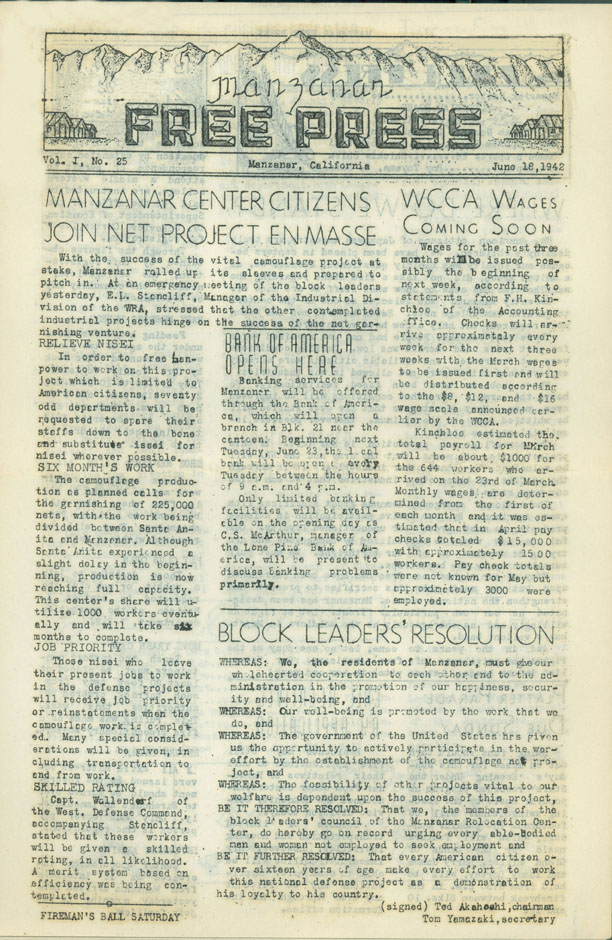 manzanar
FREE PRESS
Vol. I, No. 25
Manzanar, California
June 18, 1942
MANZANAR CENTER CITIZENS
JOIN NET PROJECT EN MASSE
With the success of the vital camouflage project at
stake, Manzanar rolled up its sleeves and prepared to
pitch in. At an emergency meeting of the block leaders
yesterday, E.L. Stencliff, Manager of the Industrial Di-
vision of the WRA, stressed that the other contemplated
industrial projects hinge on the success of the net gar-
nishing venture.
RELIEVE NISEI
In order to free man-
power to work on this pro-
ject which is limited to
American citizens, seventy
odd departments will be
requested to spare their
staffs down to the bone
and substitute issei for
nisei wherever possible.
SIX MONTH'S WORK
The camouflage produc-
tion as planned calls for
the garnishing of 225,000
nets, with the work being
divided between Santa Ani-
ta and Manzanar. Although
Santa Anita experienced a
slight delay in the begin-
ning, production is now
reaching full capacity.
This center's share will u-
tilize 1000 workers eventu-
ally and will take six
months to complete.
JOB PRIORITY
Those nisei who leave
their present jobs to work
in the defense projects
will receive job priority
or reinstatements when the
camouflage work is complet-
ed. Many special consid-
erations will be given, in
cluding transportation to
and from work.
SKILLED RATING
Capt. Wallenderf of
the West. Defense Command,
accompanying Stencliff,
stated that these workers
will be given a skilled
rating, in all likelihood.
A merit system based on
efficiency was being con-
templated.
FIREMAN'S BALL SATURDAY
BANK OF AMERICA
OPENS HERE
Banking services for
Manzanar will be offered
through the Bank of Ameri-
ca, which will open a
branch in Blk. 21 near the
canteen. Beginning next
Tuesday, June 23, the local
bank will be open every
Tuesday between the hours
of 9 a.m. and 4 p.m.
Only limited banking
facilities will be avail-
able on the opening day as
C.S. McArthur, manager of
the Lone Pine Bank of Am-
erica, will be present to
discuss banking problems
primarily.
WCCA WAGES
COMING SOON
Wages for the past three
months will be issued pos-
sibly the beginning of
next week, according to
statements from F.H. Kin-
chloe of the Accounting
office. Checks will ar-
rive approximately every
week for the next three
weeks with the March wages
to be issued first and will
be distributed according
to the $8, $12, and $16
wage scale announced ear-
lier by the WCCA.
Kinchloe estimated the
total payroll for March
will be about $1000 for
the 644 workers who ar-
rived on the 23rd of March.
Monthly wages are deter-
mined from the first of
each month and it was es-
timated that in April pay
checks totaled $15,000
with approximately 1500
workers. Pay check totals
were not known for May but
approximately 3000 were
employed.
BLOCK LEADERS' RESOLUTION
WHEREAS: We, the residents of Manzanar, must give our
wholehearted cooperation to each other and to the ad-
ministration in the promotion of our happiness, secur-
ity and well-being, and
WHEREAS: Our well-being is promoted by the work that we
do, and
WHEREAS: The government of the United States has given
us the opportunity to actively participate in the war-
effort by the establishment of the camouflage net pro-
ject, and
WHEREAS: The feasibility of other projects vital to our
welfare is dependent upon the success of this project,
BE IT THEREFORE RESOLVED: That we, the members of the
block leaders' council of the Manzanar Relocation Cen-
ter, do hereby go on record urging every able-bodied
men and women not employed to seek employment and
BE IT FURTHER RESOLVED: That every American citizen o-
ver sixteen years of age make every effort to work
this national defense project as a demonstration of
his loyalty to his country.
(signed) Ted Akahoshi, chairman
Tom Yamazaki, secretary